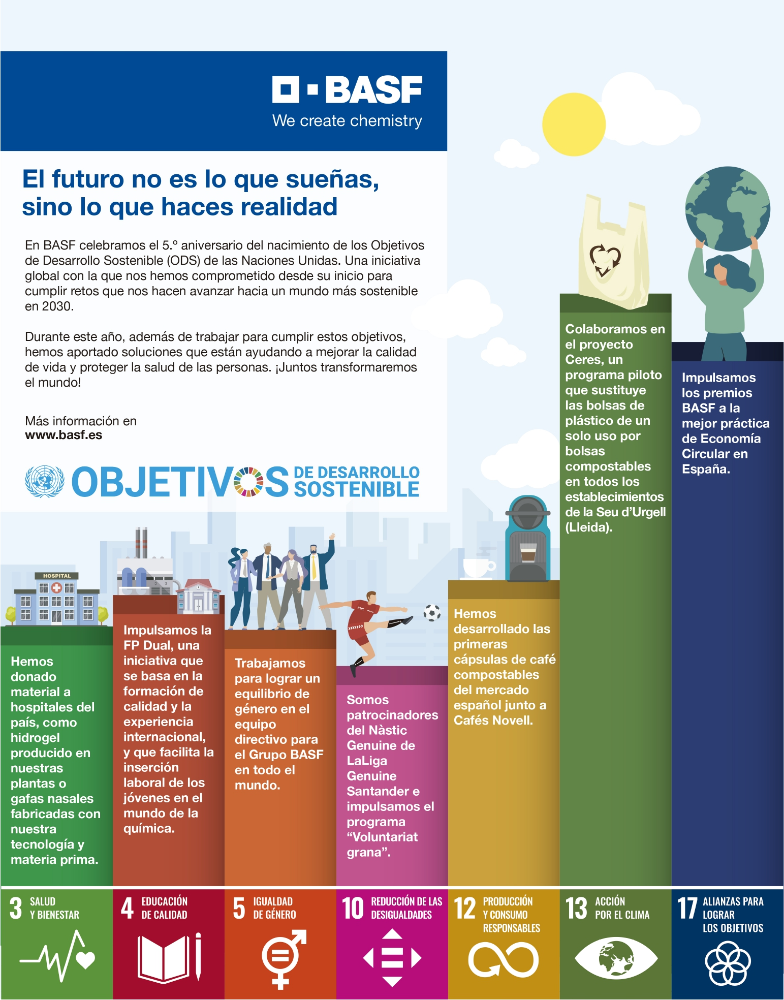 BASF
We create chemistry
El futuro no es lo que sueñas,
sino lo que haces realidad
En BASF celebramos el 5.º aniversario del nacimiento de los Objetivos
de Desarrollo Sostenible (ODS) de las Naciones Unidas. Una iniciativa
global con la que nos hemos comprometido desde su inicio para
cumplir retos que nos hacen avanzar hacia un mundo más sostenible
en 2030.
Durante este año, además de trabajar para cumplir estos objetivos,
hemos aportado soluciones que están ayudando a mejorar la calidad
de vida y proteger la salud de las personas. ¡Juntos transformaremos
el mundo!
Más información en
www.basf.es
OBJETIVOS DE DESARROLLO
SOSTENIBLE
HOSPITAL
Hemos
donado
material a
hospitales del
país, como
hidrogel
producido en
nuestras
plantas o
gafas nasales
fabricadas con
nuestra
tecnología y
materia prima.
Impulsamos la
FP Dual, una
iniciativa que
se basa en la
formación de
calidad y la
experiencia
internacional,
y que facilita la
inserción
laboral de los
jóvenes en el
mundo de la
química.
Trabajamos
para lograr un
equilibrio de
género en el
equipo
directivo para
el Grupo BASF
en todo el
mundo.
BASF
Somos
patrocinadores
del Nàstic
Genuine de
LaLiga
Genuine
Santander e
impulsamos el
programa
“Voluntariat
grana”.
Hemos
desarrollado las
primeras
cápsulas de café
compostables
del mercado
español junto a
Cafés Novell.
Colaboramos en
el proyecto
Ceres, un
programa piloto
que sustituye
las bolsas de
plástico de un
solo uso por
bolsas
compostables
en todos los
establecimientos
de la Seu d’Urgell
(Lleida).
Impulsamos
los premios
BASF a la
mejor práctica
de Economía
Circular en
España.
3 SALUD
Y BIENESTAR
4 EDUCACIÓN
DE CALIDAD
5 IGUALDAD
DE GÉNERO
10 REDUCCIÓN DE LAS
DESIGUALDADES
12 PRODUCCIÓN
Y CONSUMO
RESPONSABLES
13 ACCIÓN
POR EL CLIMA
17 ALIANZAS PARA
LOGRAR
LOS OBJETIVOS